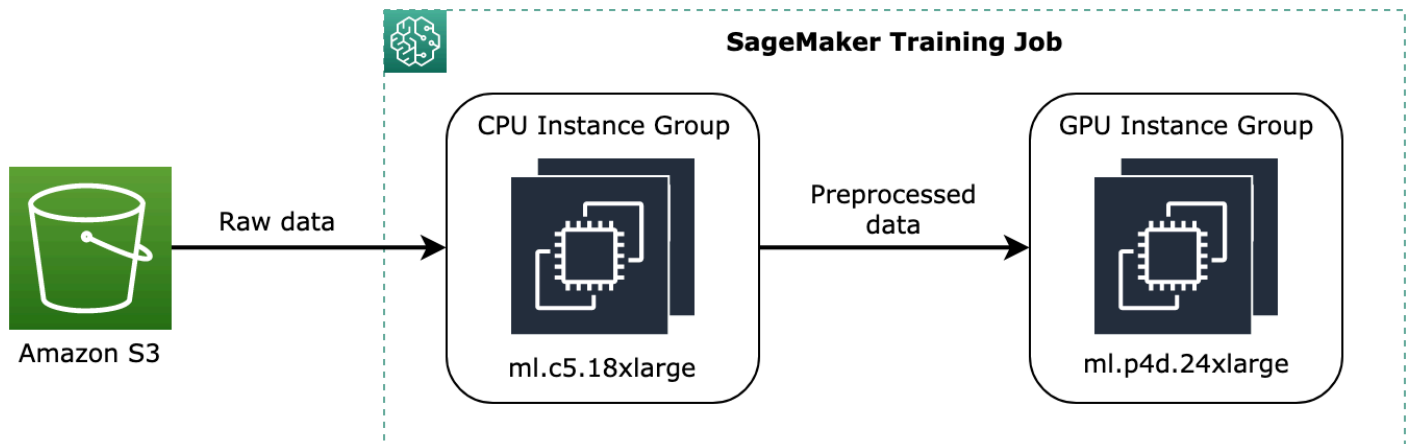 SageMaker Training Job
CPU Instance Group
GPU Instance Group
Raw data
Preprocessed
data
Amazon S3
ml.c5.18xlarge
ml.p4d.24xlarge